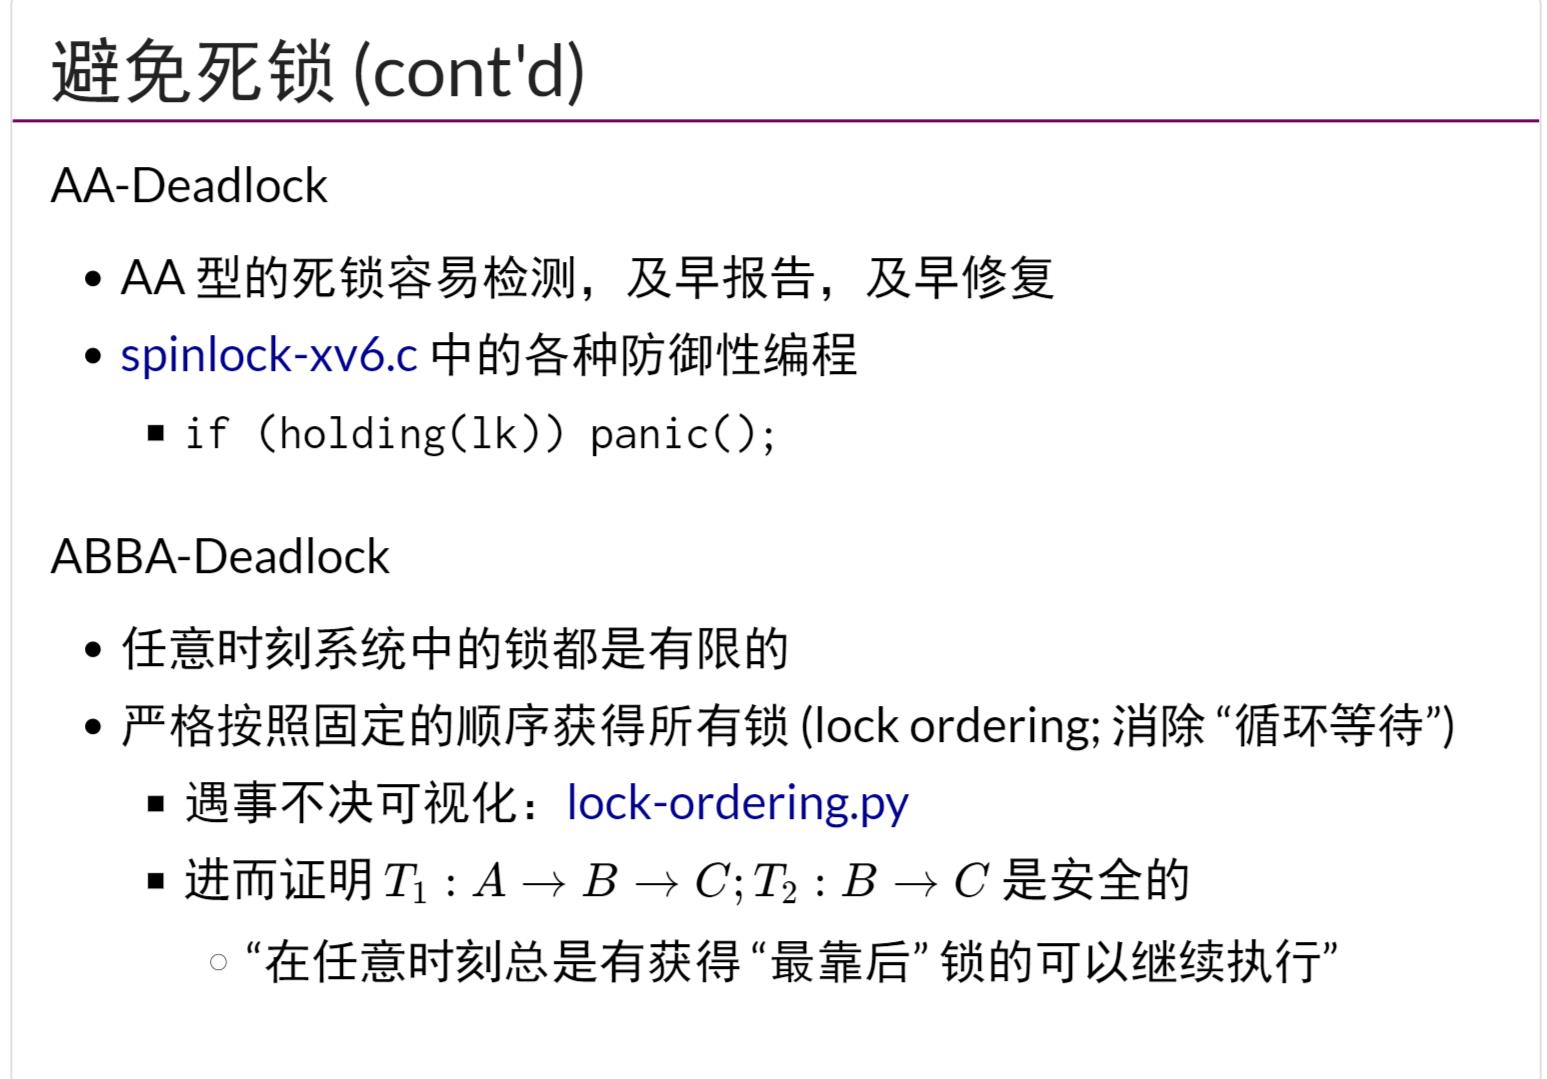 避免死锁 (cont'd)
AA-Deadlock
AA 型的死锁容易检测，及早报告，及早修复
spinlock-xv6.c 中的各种防御性编程
if (holding(lk)) panic();
ABBA-Deadlock
任意时刻系统中的锁都是有限的
严格按照固定的顺序获得所有锁 (lock ordering; 消除 “循环等待”)
遇事不决可视化：lock-ordering.py
进而证明 T₁ : A → B → C; T₂ : B → C 是安全的
“在任意时刻总是有获得 “最靠后” 锁的可以继续执行”